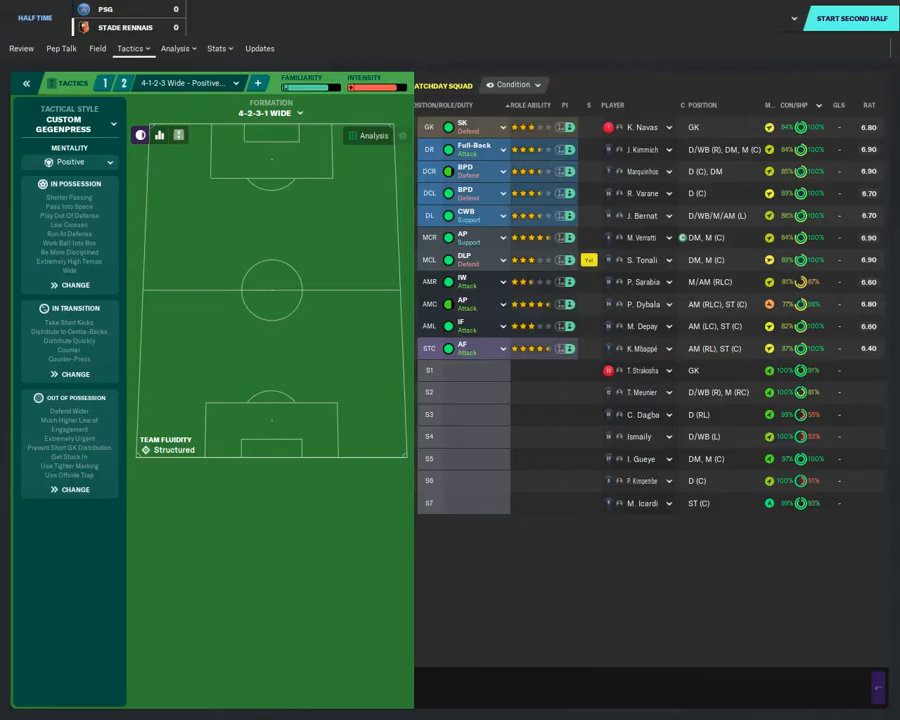 HALF TIME
PSG 0
STADE RENNAIS 0
START SECOND HALF
Review Pep Talk Field Tactics Analysis Stats Updates
TACTICS 1 2 4-1-2-3 Wide - Positive... +
FAMILIARITY INTENSITY
TACTICAL STYLE
CUSTOM
GEGENPRESS
MENTALITY
Positive
IN POSSESSION
Shorter Passing
Pass Into Space
Play Out Of Defense
Low Crosses
Run At Defense
Work Ball Into Box
Be More Disciplined
Extremely High Tempo
Wide
CHANGE
IN TRANSITION
Take Short Kicks
Distribute to Centre-Backs
Distribute Quickly
Counter
Counter-Press
CHANGE
OUT OF POSSESSION
Defend Wider
Much Higher Line of
Engagement
Extremely Urgent
Prevent Short GK Distribution
Get Stuck In
Use Tighter Marking
Use Offside Trap
CHANGE
FORMATION
4-2-3-1 WIDE
Analysis
TEAM FLUIDITY
Structured
MATCHDAY SQUAD Condition
POSITION/ROLE/DUTY ROLE ABILITY PI S PLAYER C POSITION M... CON/SHP GLS RAT
GK SK Defend K. Navas GK 94% 100% - 6.80
DR Full-Back Attack J. Kimmich D/WB (R), DM, M (C) 84% 100% - 6.90
DCR BPD Defend Marquinhos D (C), DM 85% 100% - 6.90
DCL BPD Defend R. Varane D (C) 89% 100% - 6.70
DL CWB Support J. Bernat D/WB/M/AM (L) 86% 100% - 6.70
MCR AP Support M. Verratti C DM, M (C) 84% 100% - 6.90
MCL DLP Defend Yel S. Tonali DM, M (C) 89% 100% - 6.90
AMR IW Attack P. Sarabia M/AM (RLC) 81% 67% - 6.60
AMC AP Attack P. Dybala AM (RLC), ST (C) 77% 98% - 6.80
AML IF Attack M. Depay AM (LC), ST (C) 82% 100% - 6.60
STC AF Attack K. Mbappé AM (RL), ST (C) 87% 100% - 6.40
S1 T. Strakosha GK 100% 91% -
S2 T. Meunier D/WB (R), M (RC) 100% 81% -
S3 C. Dagba D (RL) 99% 55% -
S4 Ismaily D/WB (L) 100% 53% -
S5 I. Gueye DM, M (C) 97% 100% -
S6 P. Kimpembe D (C) 100% 51% -
S7 M. Icardi ST (C) 99% 93% -